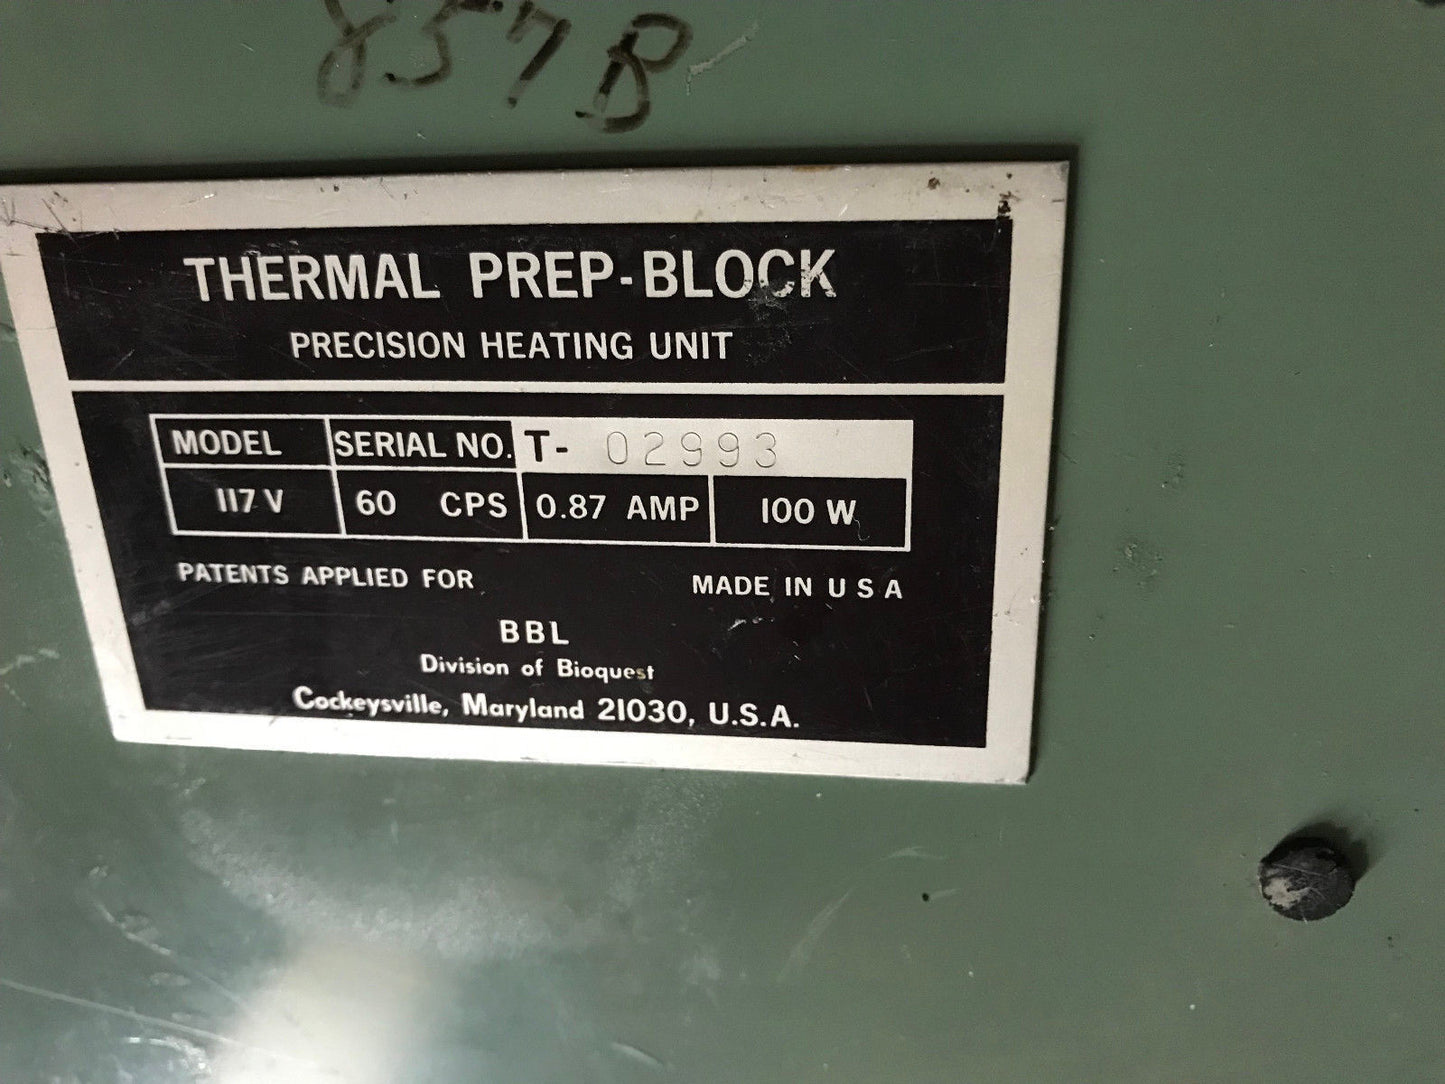 857B
THERMAL PREP-BLOCK
PRECISION HEATING UNIT
MODEL SERIAL NO. T- 02993
117 V 60 CPS 0.87 AMP 100 W
PATENTS APPLIED FOR MADE IN U S A
BBL
Division of Bioquest
Cockeysville, Maryland 21030, U.S.A.